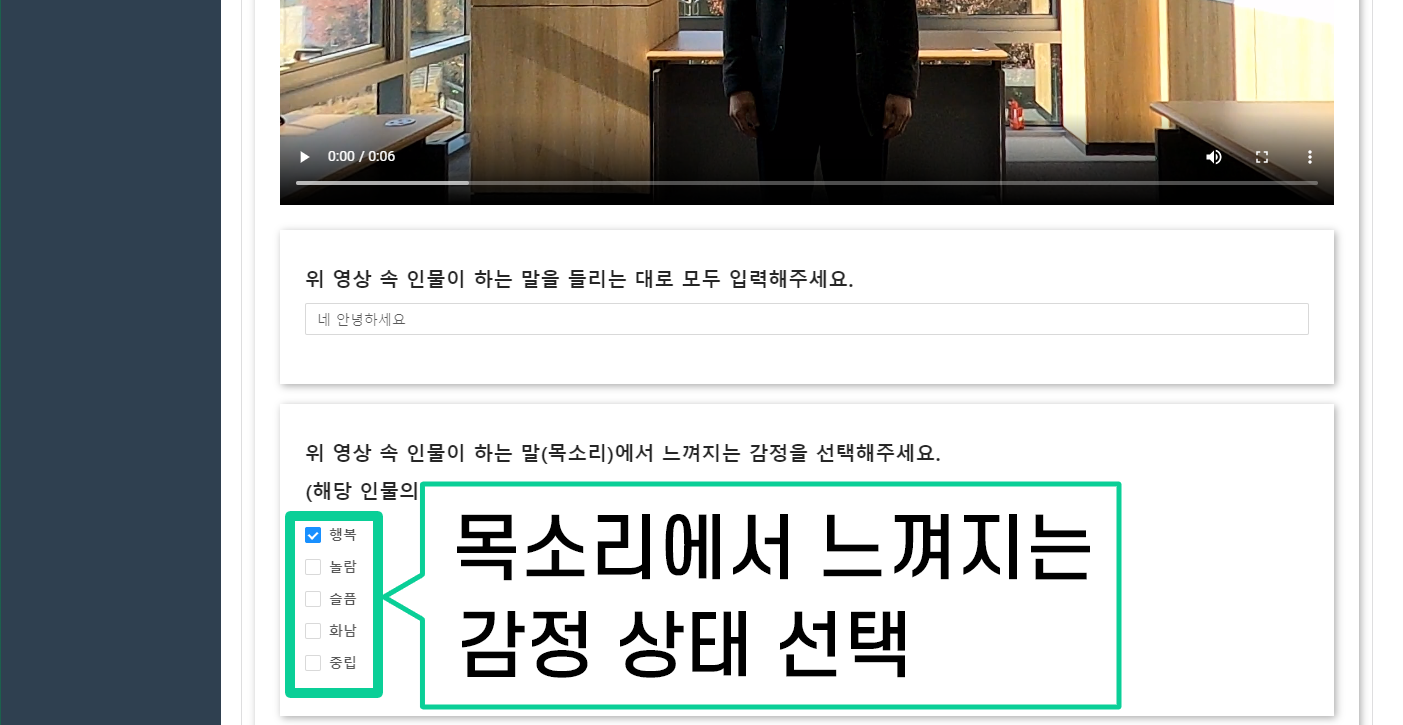 0:00 / 0:06
위 영상 속 인물이 하는 말을 들리는 대로 모두 입력해주세요.
네 안녕하세요
위 영상 속 인물이 하는 말(목소리)에서 느껴지는 감정을 선택해주세요.
(해당 인물의
행복
놀람
슬픔
화남
중립
목소리에서 느껴지는
감정 상태 선택